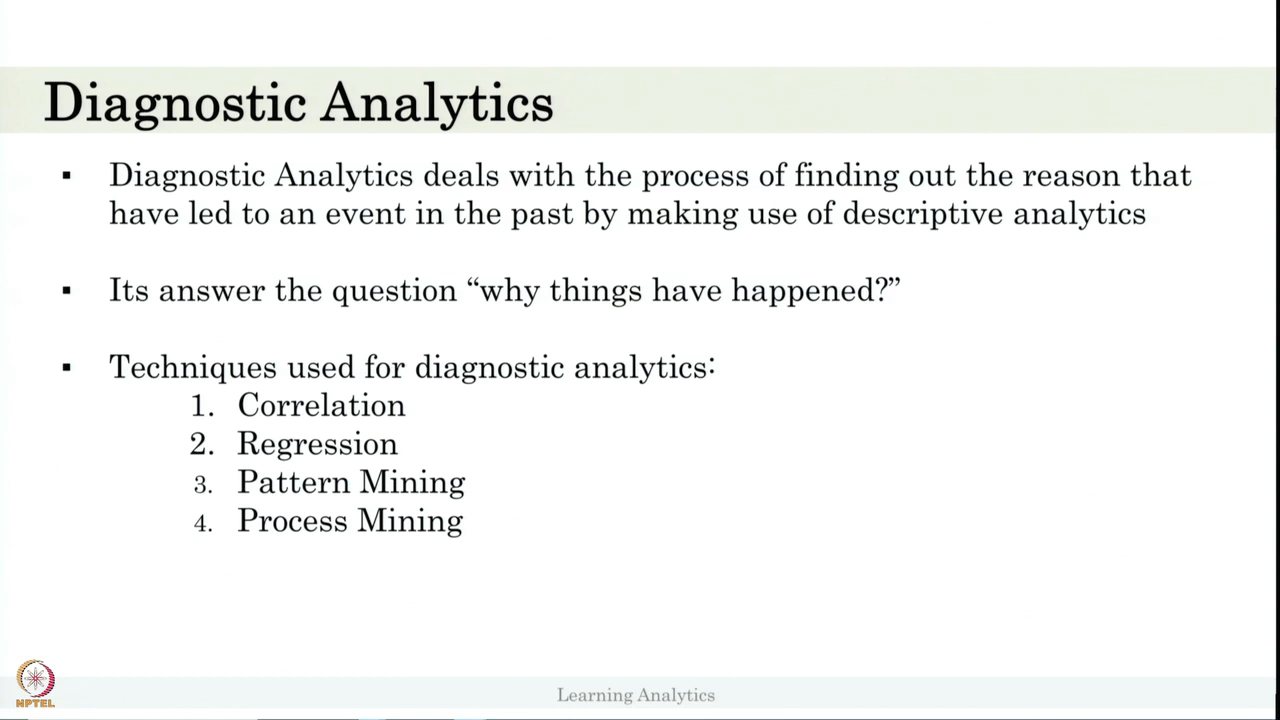 Diagnostic Analytics
▪ Diagnostic Analytics deals with the process of finding out the reason that
have led to an event in the past by making use of descriptive analytics
▪ Its answer the question “why things have happened?”
▪ Techniques used for diagnostic analytics:
1. Correlation
2. Regression
3. Pattern Mining
4. Process Mining
NPTEL
Learning Analytics